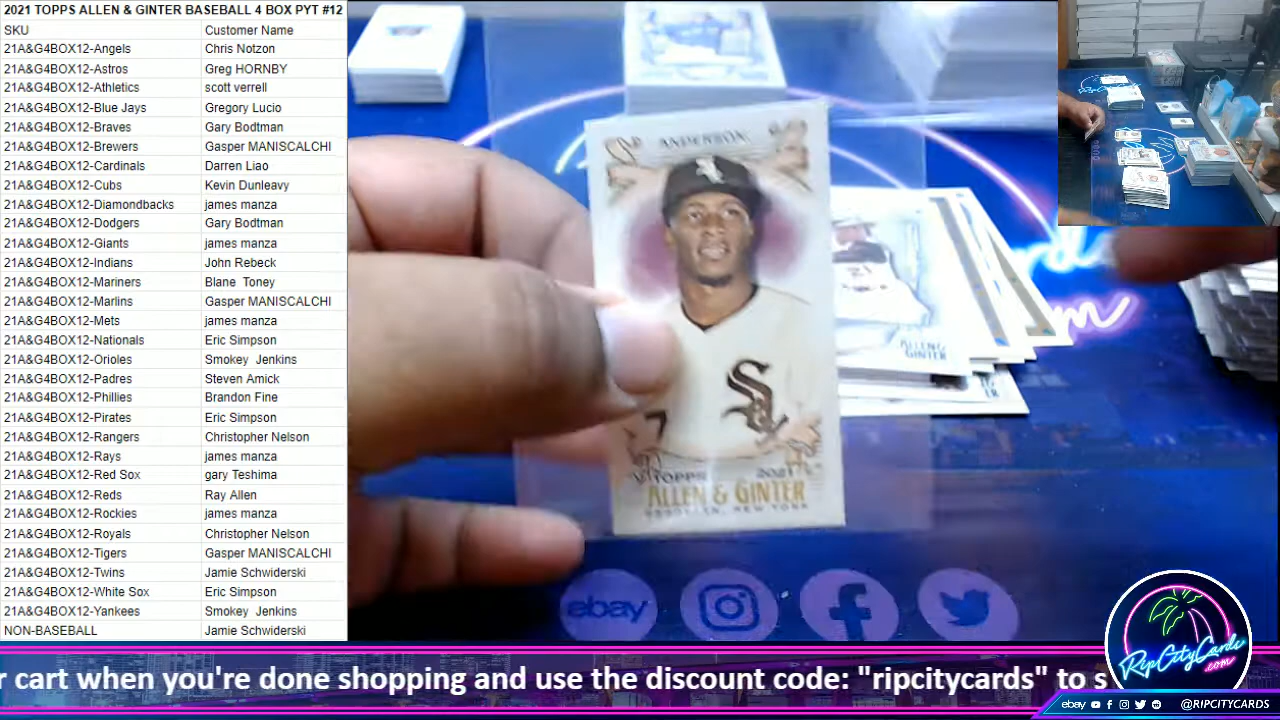 2021 TOPPS ALLEN & GINTER BASEBALL 4 BOX PYT #12
SKU Customer Name
21A&G4BOX12-Angels Chris Notzon
21A&G4BOX12-Astros Greg HORNBY
21A&G4BOX12-Athletics scott verrell
21A&G4BOX12-Blue Jays Gregory Lucio
21A&G4BOX12-Braves Gary Bodtman
21A&G4BOX12-Brewers Gasper MANISCALCHI
21A&G4BOX12-Cardinals Darren Liao
21A&G4BOX12-Cubs Kevin Dunleavy
21A&G4BOX12-Diamondbacks james manza
21A&G4BOX12-Dodgers Gary Bodtman
21A&G4BOX12-Giants james manza
21A&G4BOX12-Indians John Rebeck
21A&G4BOX12-Mariners Blane Toney
21A&G4BOX12-Marlins Gasper MANISCALCHI
21A&G4BOX12-Mets james manza
21A&G4BOX12-Nationals Eric Simpson
21A&G4BOX12-Orioles Smokey Jenkins
21A&G4BOX12-Padres Steven Amick
21A&G4BOX12-Phillies Brandon Fine
21A&G4BOX12-Pirates Eric Simpson
21A&G4BOX12-Rangers Christopher Nelson
21A&G4BOX12-Rays james manza
21A&G4BOX12-Red Sox gary Teshima
21A&G4BOX12-Reds Ray Allen
21A&G4BOX12-Rockies james manza
21A&G4BOX12-Royals Christopher Nelson
21A&G4BOX12-Tigers Gasper MANISCALCHI
21A&G4BOX12-Twins Jamie Schwiderski
21A&G4BOX12-White Sox Eric Simpson
21A&G4BOX12-Yankees Smokey Jenkins
NON-BASEBALL Jamie Schwiderski
ANDERSON
Sox
7
TOPPS 2021
ALLEN & GINTER
BROOKLYN, NEW YORK
ALLEN &
GINTER
ebay
r cart when you're done shopping and use the discount code: "ripcitycards" to s
RipCityCards
.com
ebay @RIPCITYCARDS